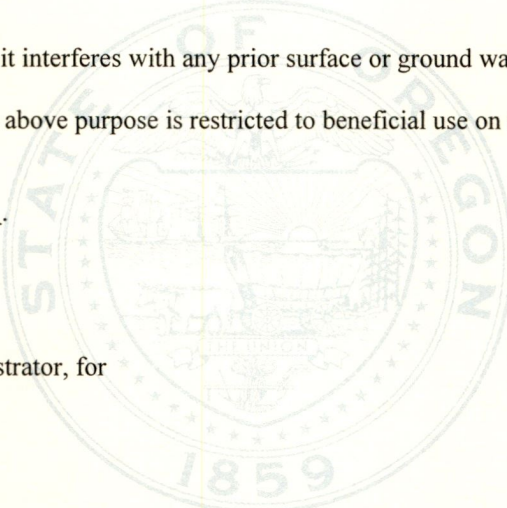 it interferes with any prior surface or ground wa
above purpose is restricted to beneficial use on
strator, for
STATE OF OREGON
THE UNION
1859